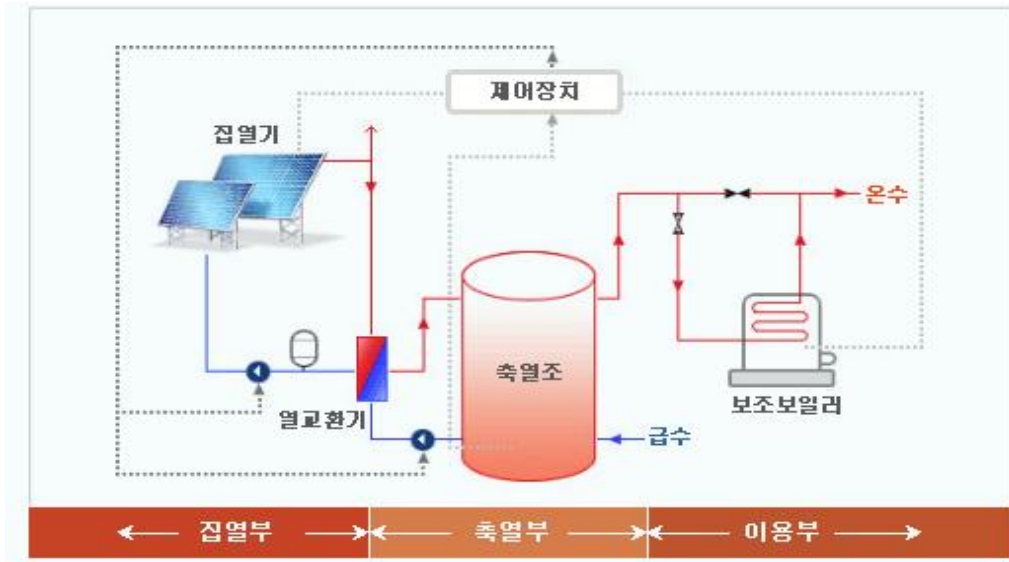 제어장치
집열기
온수
축열조
보조보일러
열교환기
급수
집열부
축열부
이용부